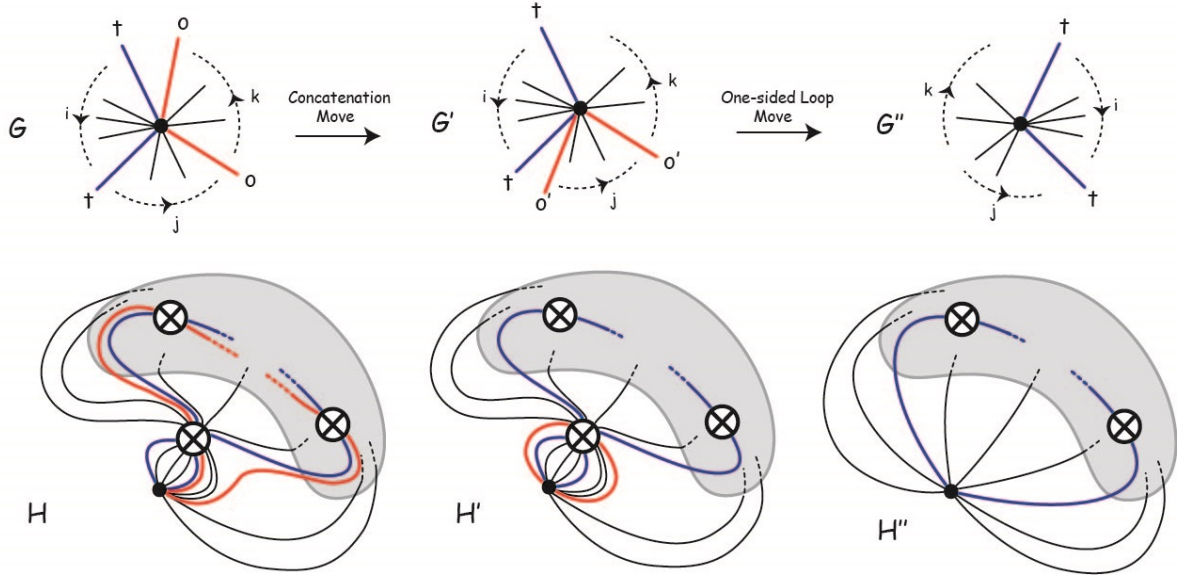 t o t
t
i k Concatenation Move i k One-sided Loop Move k i
G G' G"
t o t o' t
o'
j j j
H H' H"